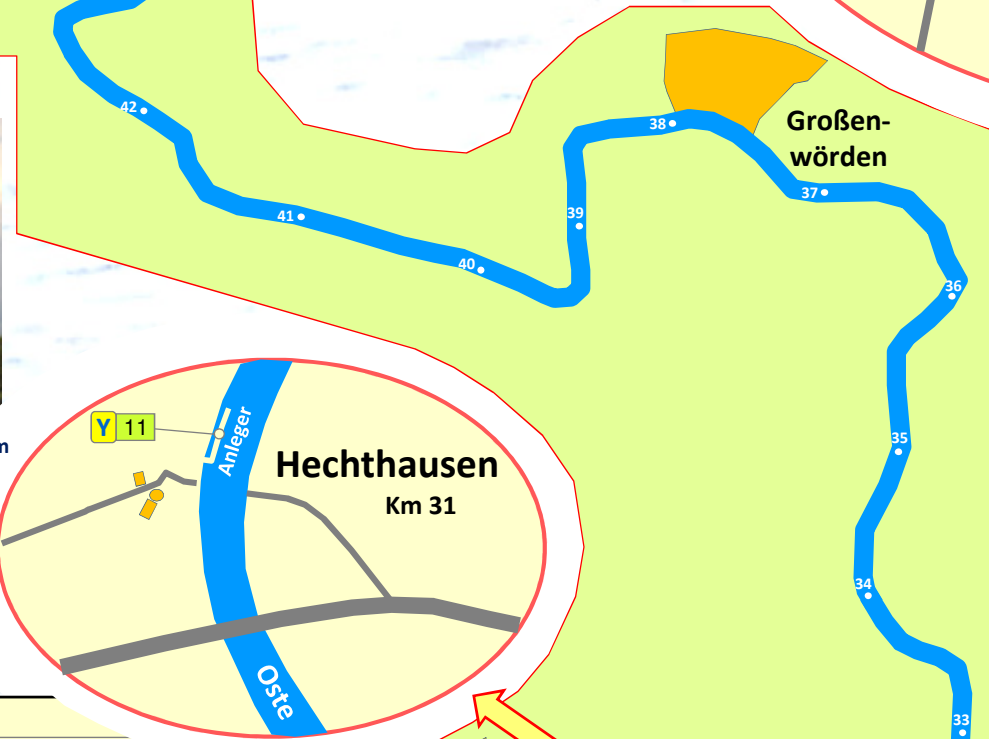 42
38
Großen-
wörden
37
41
39
40
36
Y 11
Anleger
Hechthausen
Km 31
m
35
34
Oste
33